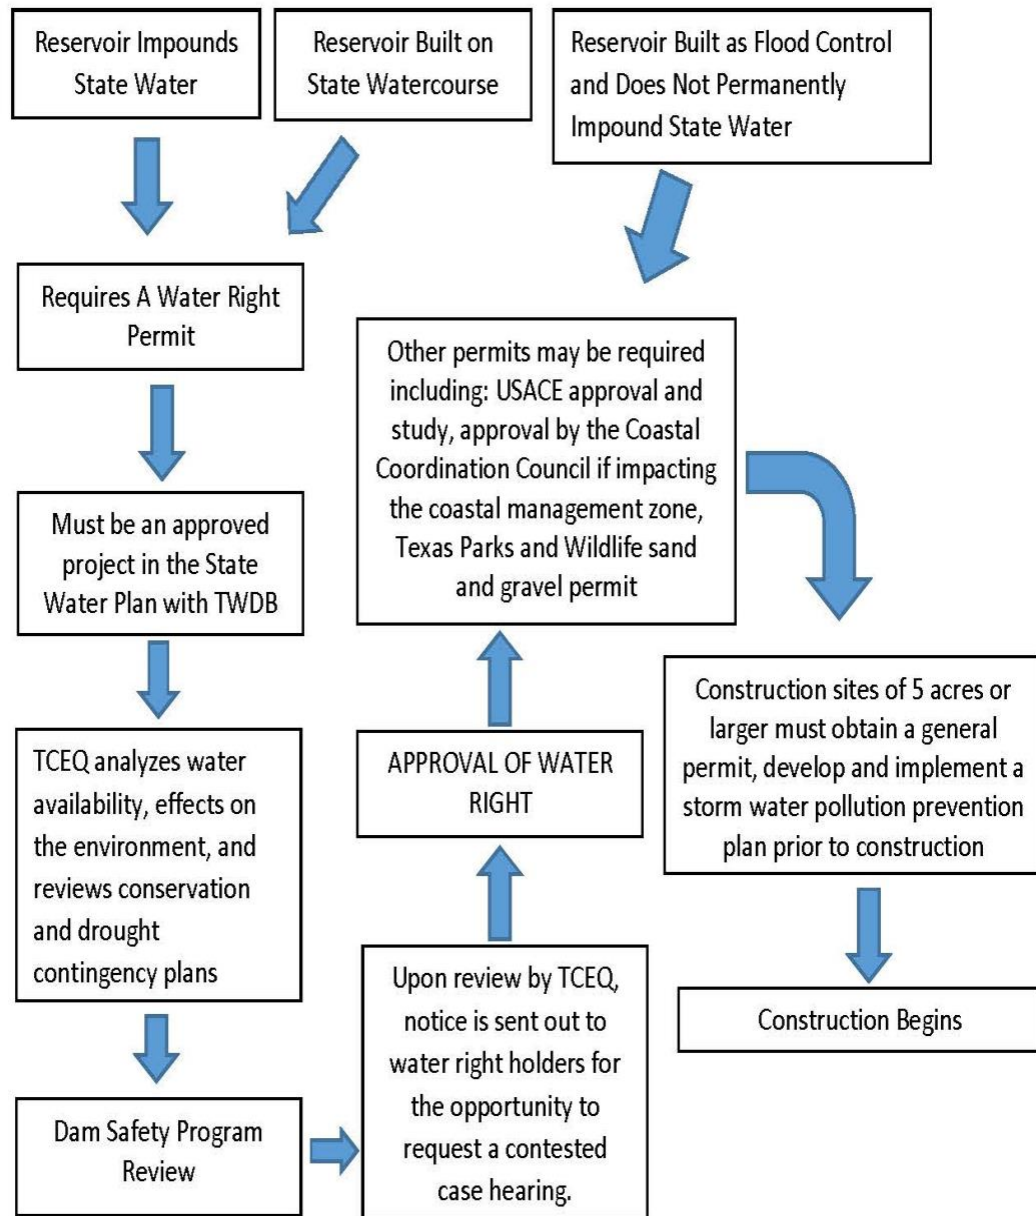 Reservoir Impounds
State Water
Reservoir Built on
State Watercourse
Reservoir Built as Flood Control
and Does Not Permanently
Impound State Water
Requires A Water Right
Permit
Must be an approved
project in the State
Water Plan with TWDB
TCEQ analyzes water
availability, effects on
the environment, and
reviews conservation
and drought
contingency plans
Dam Safety Program
Review
Upon review by TCEQ,
notice is sent out to
water right holders for
the opportunity to
request a contested
case hearing.
APPROVAL OF WATER
RIGHT
Other permits may be required
including: USACE approval and
study, approval by the Coastal
Coordination Council if impacting
the coastal management zone,
Texas Parks and Wildlife sand
and gravel permit
Construction sites of 5 acres or
larger must obtain a general
permit, develop and implement a
storm water pollution prevention
plan prior to construction
Construction Begins